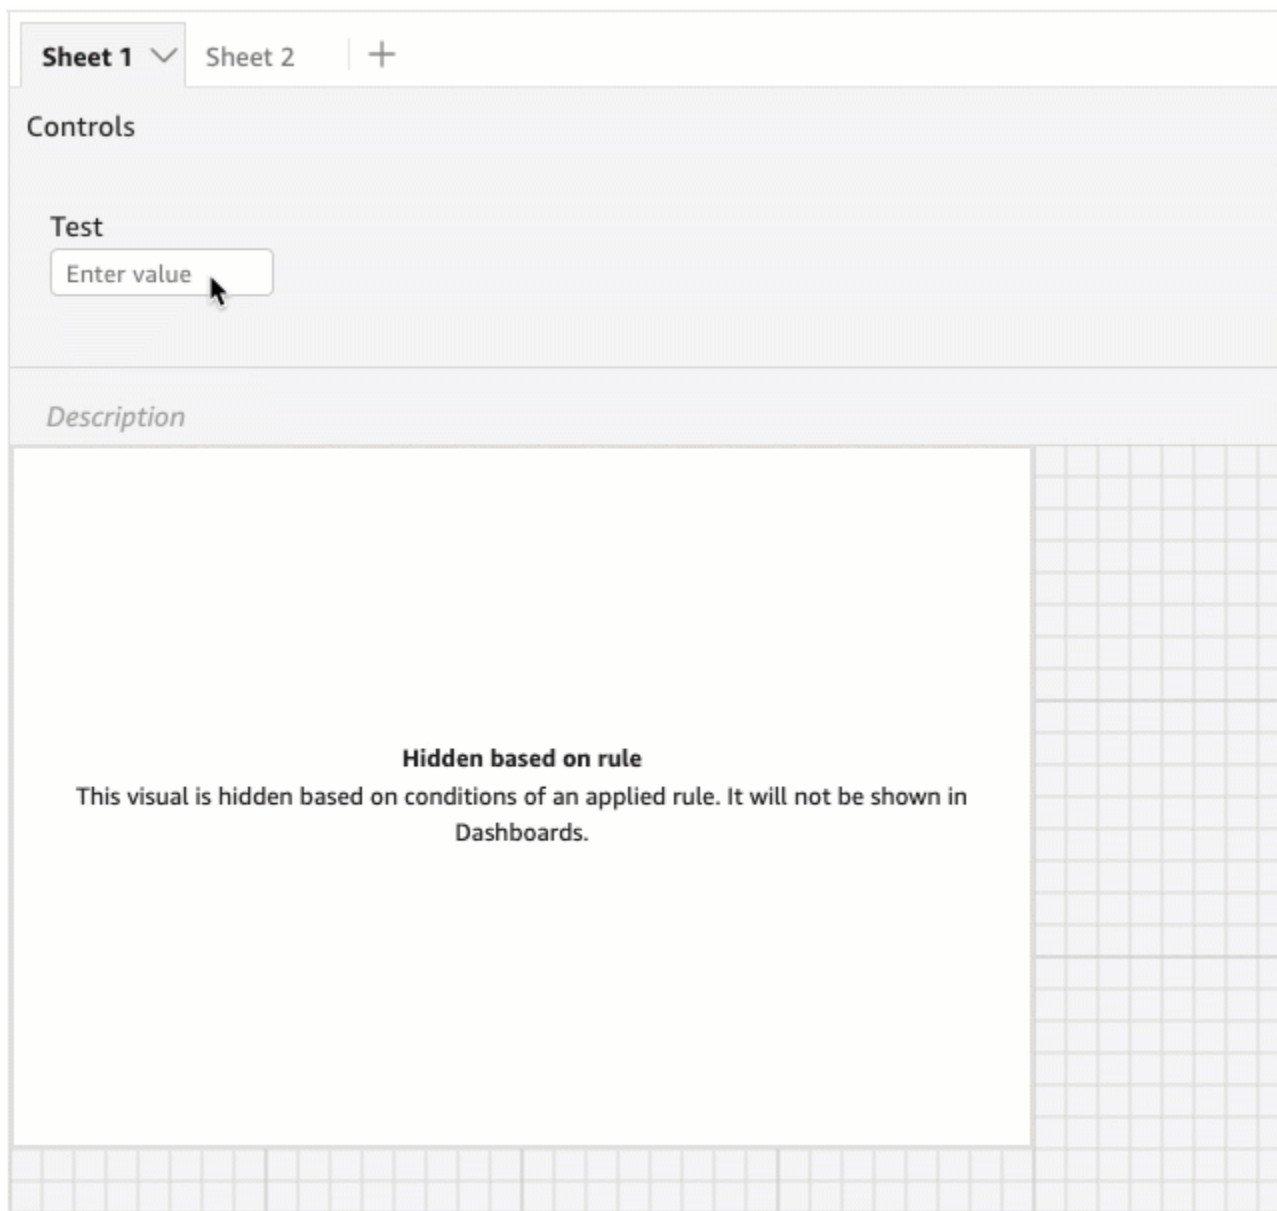 Sheet 1 Sheet 2 +
Controls
Test
Enter value
Description
Hidden based on rule
This visual is hidden based on conditions of an applied rule. It will not be shown in
Dashboards.